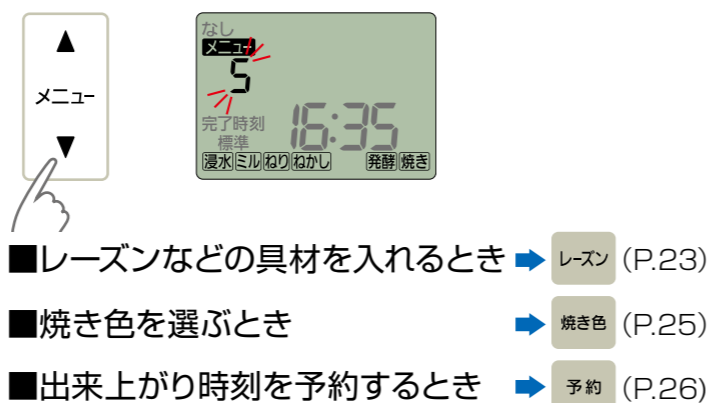 ▲
メニュー
▼
なし
メニュー
5
完了時刻
標準
16:35
浸水 ミル ねり ねかし 発酵 焼き
■レーズンなどの具材を入れるとき ➡ レーズン (P.23)
■焼き色を選ぶとき ➡ 焼き色 (P.25)
■出来上がり時刻を予約するとき ➡ 予約 (P.26)